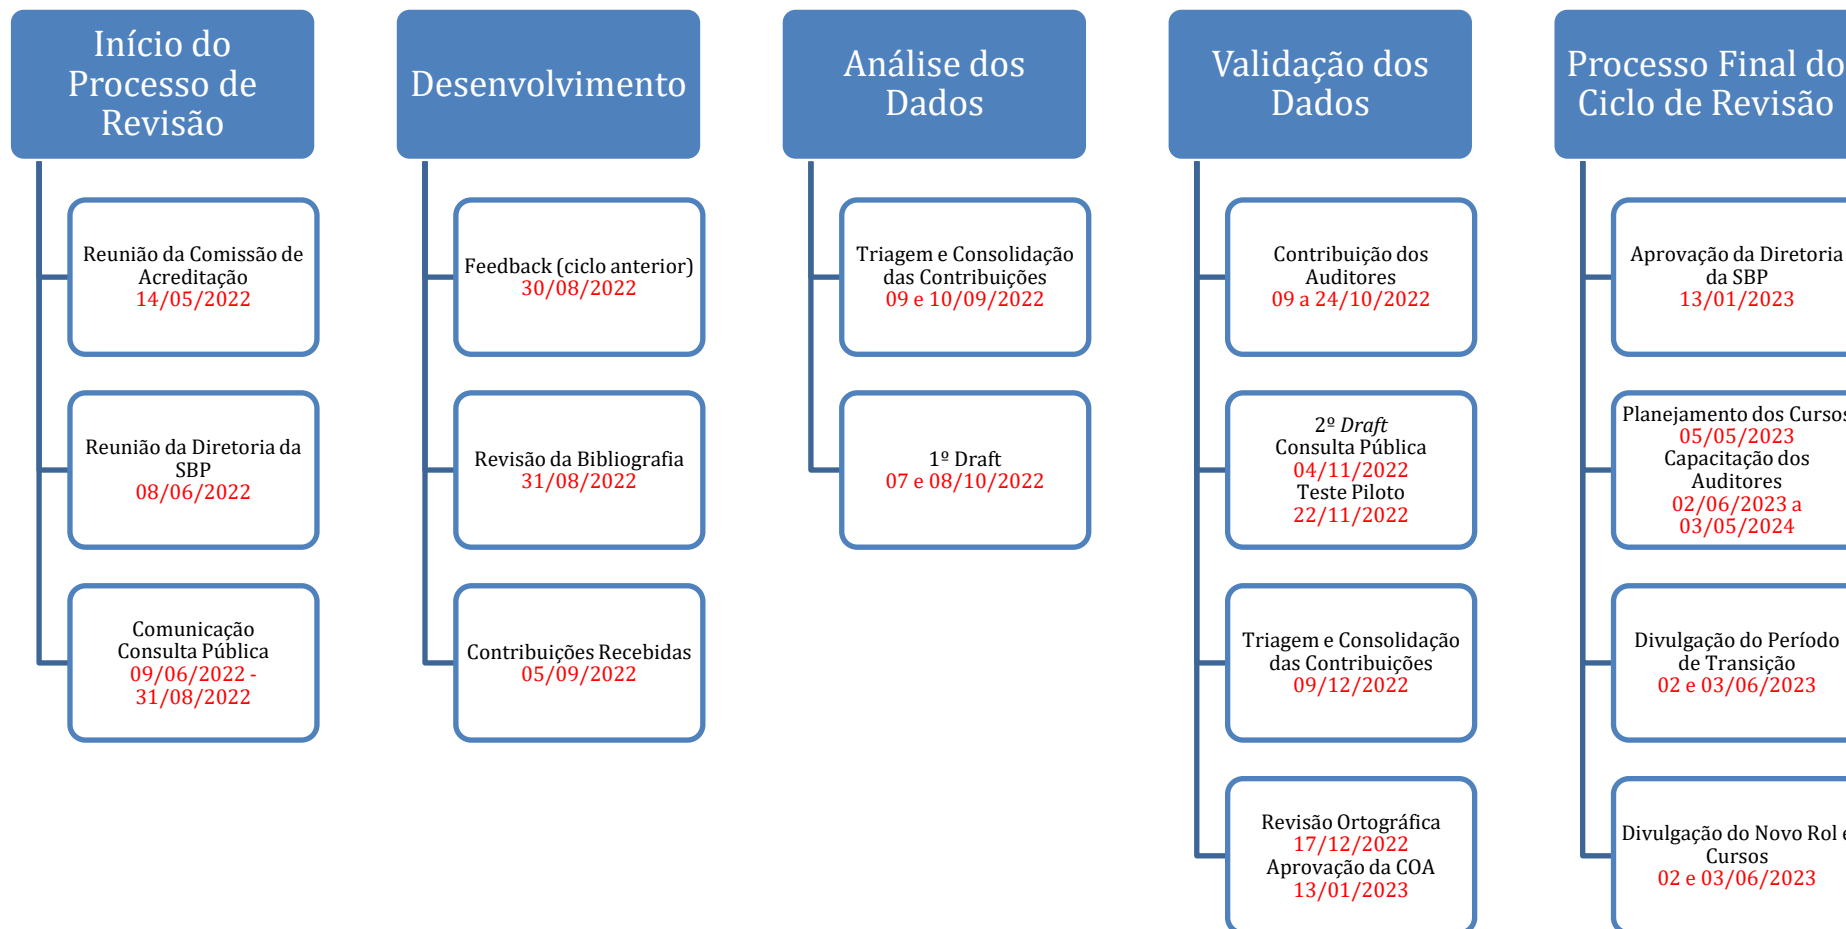 Início do
Processo de
Revisão
Reunião da Comissão de
Acreditação
14/05/2022
Reunião da Diretoria da
SBP
08/06/2022
Comunicação
Consulta Pública
09/06/2022 -
31/08/2022
Desenvolvimento
Feedback (ciclo anterior)
30/08/2022
Revisão da Bibliografia
31/08/2022
Contribuições Recebidas
05/09/2022
Análise dos
Dados
Triagem e Consolidação
das Contribuições
09 e 10/09/2022
1º Draft
07 e 08/10/2022
Validação dos
Dados
Contribuição dos
Auditores
09 a 24/10/2022
2º Draft
Consulta Pública
04/11/2022
Teste Piloto
22/11/2022
Triagem e Consolidação
das Contribuições
09/12/2022
Revisão Ortográfica
17/12/2022
Aprovação da COA
13/01/2023
Processo Final do
Ciclo de Revisão
Aprovação da Diretoria
da SBP
13/01/2023
Planejamento dos Cursos
05/05/2023
Capacitação dos
Auditores
02/06/2023 a
03/05/2024
Divulgação do Período
de Transição
02 e 03/06/2023
Divulgação do Novo Rol e
Cursos
02 e 03/06/2023